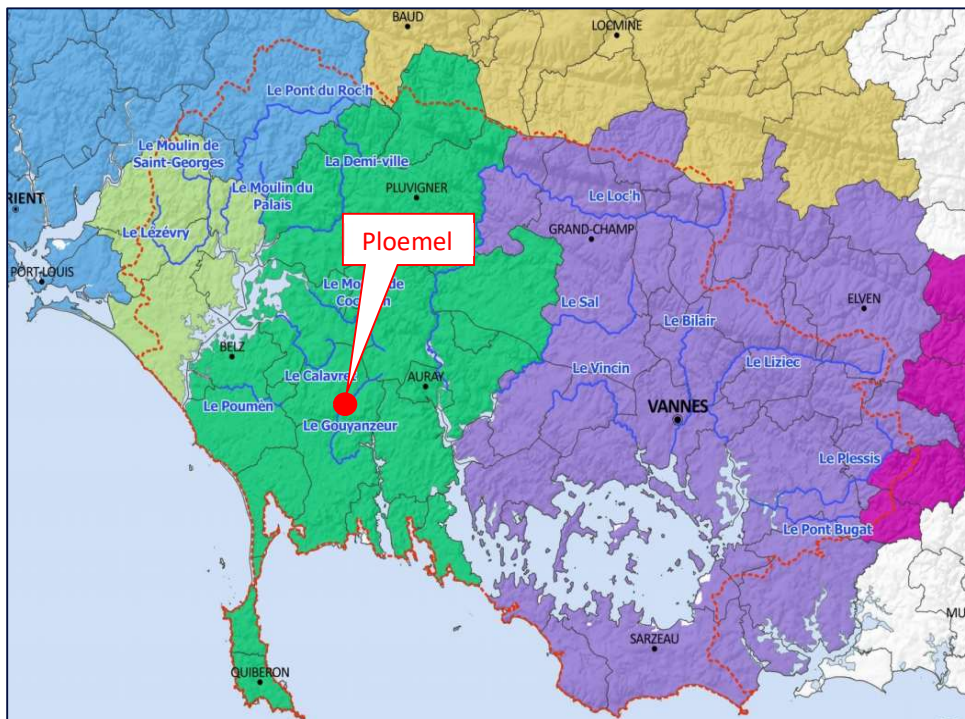 BAUD
LOCMINE
Le Pont du Roc'h
Le Moulin de
Saint-Georges
La Demi-ville
Le Moulin du
Palais
PLUVIGNER
Le Loc'h
RIENT
Le Lézévry
Ploemel
GRAND-CHAMP
PORT-LOUIS
Le Sal
ELVEN
Le Bilair
BELZ
Le Liziec
Le Calavret
AURAY
Le Vincin
Le Poumen
VANNES
Le Gouyanzeur
Le Plessis
Le Pont Bugat
MU
SARZEAU
QUIBERON